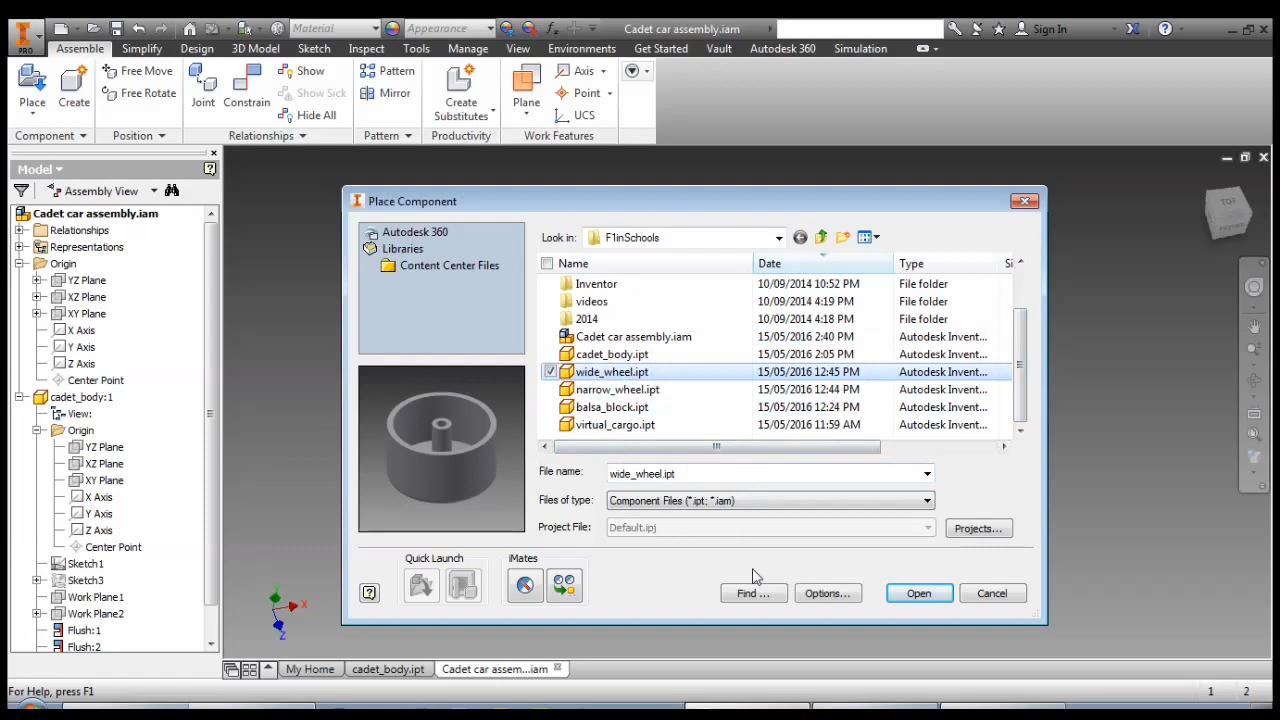 Material
Appearance
Cadet car assembly.iam
Sign In
PRO
Assemble Simplify Design 3D Model Sketch Inspect Tools Manage View Environments Get Started Vault Autodesk 360 Simulation
Place
Create
Free Move
Free Rotate
Joint
Constrain
Show
Show Sick
Hide All
Pattern
Mirror
Create
Substitutes
Plane
Axis
Point
UCS
Component Position Relationships Pattern Productivity Work Features
Model
Assembly View
Cadet car assembly.iam
Relationships
Representations
Origin
YZ Plane
XZ Plane
XY Plane
X Axis
Y Axis
Z Axis
Center Point
cadet_body:1
View:
Origin
YZ Plane
XZ Plane
XY Plane
X Axis
Y Axis
Z Axis
Center Point
Sketch1
Sketch3
Work Plane1
Work Plane2
Flush:1
Flush:2
Place Component
Autodesk 360
Libraries
Content Center Files
Look in: F1inSchools
Name Date Type Si
Inventor 10/09/2014 10:52 PM File folder
videos 10/09/2014 4:19 PM File folder
2014 10/09/2014 4:18 PM File folder
Cadet car assembly.iam 15/05/2016 2:40 PM Autodesk Invent...
cadet_body.ipt 15/05/2016 2:05 PM Autodesk Invent...
wide_wheel.ipt 15/05/2016 12:45 PM Autodesk Invent...
narrow_wheel.ipt 15/05/2016 12:44 PM Autodesk Invent...
balsa_block.ipt 15/05/2016 12:24 PM Autodesk Invent...
virtual_cargo.ipt 15/05/2016 11:59 AM Autodesk Invent...
File name: wide_wheel.ipt
Files of type: Component Files (*.ipt; *.iam)
Project File: Default.ipj Projects...
Quick Launch iMates
Find ... Options... Open Cancel
TOP
Y
X
Z
My Home cadet_body.ipt Cadet car assem...iam
For Help, press F1 1 2